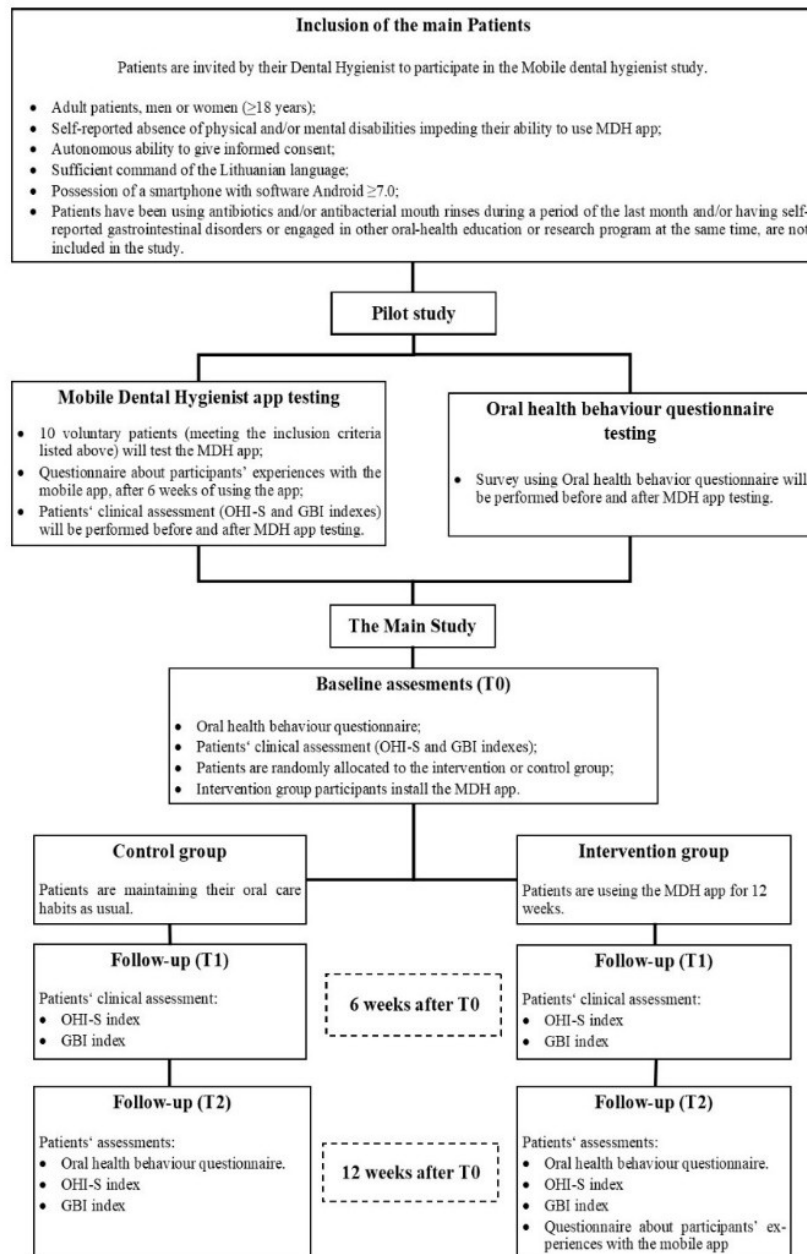 Inclusion of the main Patients
Patients are invited by their Dental Hygienist to participate in the Mobile dental hygienist study.
• Adult patients, men or women (≥18 years);
• Self-reported absence of physical and/or mental disabilities impeding their ability to use MDH app;
• Autonomous ability to give informed consent;
• Sufficient command of the Lithuanian language;
• Possession of a smartphone with software Android ≥7.0;
• Patients have been using antibiotics and/or antibacterial mouth rinses during a period of the last month and/or having self-
reported gastrointestinal disorders or engaged in other oral-health education or research program at the same time, are not
included in the study.
Pilot study
Mobile Dental Hygienist app testing
• 10 voluntary patients (meeting the inclusion criteria
listed above) will test the MDH app;
• Questionnaire about participants' experiences with the
mobile app, after 6 weeks of using the app;
• Patients' clinical assessment (OHI-S and GBI indexes)
will be performed before and after MDH app testing.
Oral health behaviour questionnaire
testing
• Survey using Oral health behavior questionnaire will
be performed before and after MDH app testing.
The Main Study
Baseline assesments (T0)
• Oral health behaviour questionnaire;
• Patients' clinical assessment (OHI-S and GBI indexes);
• Patients are randomly allocated to the intervention or control group;
• Intervention group participants install the MDH app.
Control group
Patients are maintaining their oral care
habits as usual.
Intervention group
Patients are useing the MDH app for 12
weeks.
Follow-up (T1)
Patients' clinical assessment:
• OHI-S index
• GBI index
6 weeks after T0
Follow-up (T1)
Patients' clinical assessment:
• OHI-S index
• GBI index
Follow-up (T2)
Patients' assessments:
• Oral health behaviour questionnaire.
• OHI-S index
• GBI index
12 weeks after T0
Follow-up (T2)
Patients' assessments:
• Oral health behaviour questionnaire.
• OHI-S index
• GBI index
• Questionnaire about participants' ex-
periences with the mobile app